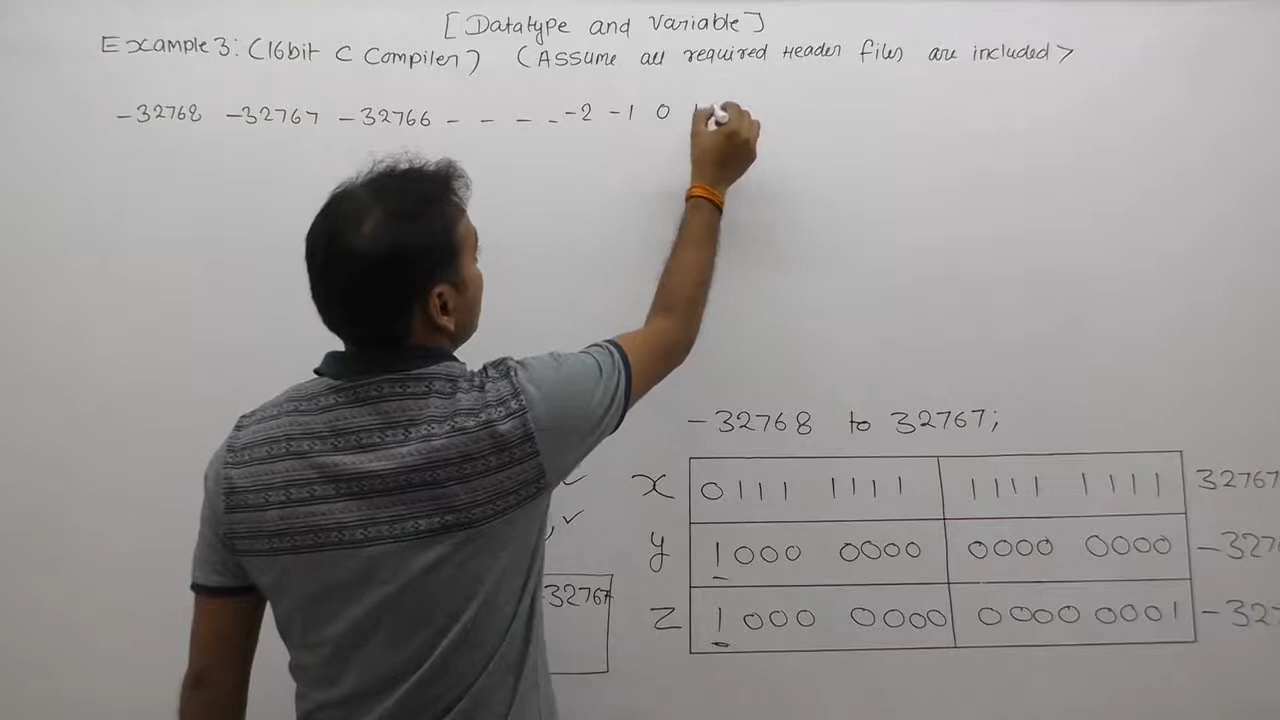 [Datatype and Variable]
Example 3: (16bit C Compiler) (Assume all required Header files are included>
-32768 -32767 -32766 - - - - -2 -1 0 1
-32768 to 32767;
x 0111 1111 1111 1111 32767
y 1000 0000 0000 0000
32767
z 1000 0000 0000 0001